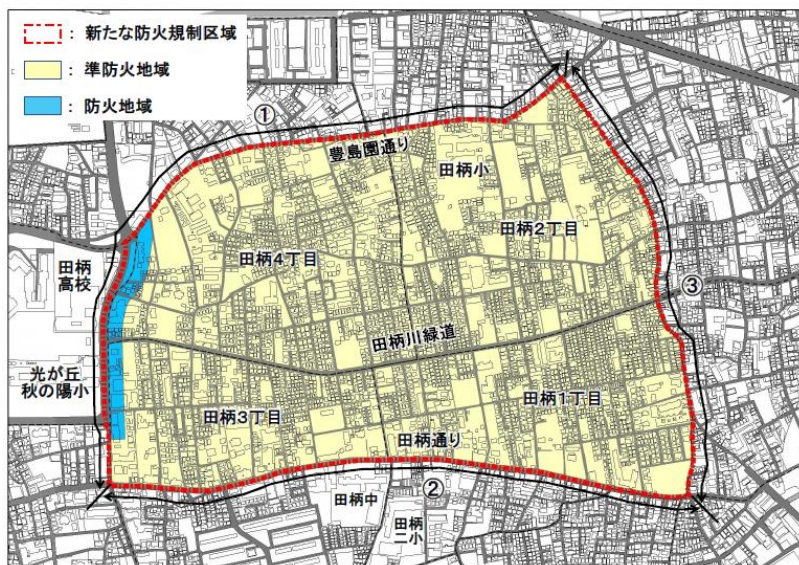 : 新たな防火規制区域
: 準防火地域
: 防火地域
①
豊島園通り
田柄小
田柄2丁目
田柄4丁目
田柄
高校
③
田柄川緑道
光が丘
秋の陽小
田柄3丁目
田柄1丁目
田柄通り
②
田柄中
田柄
二小